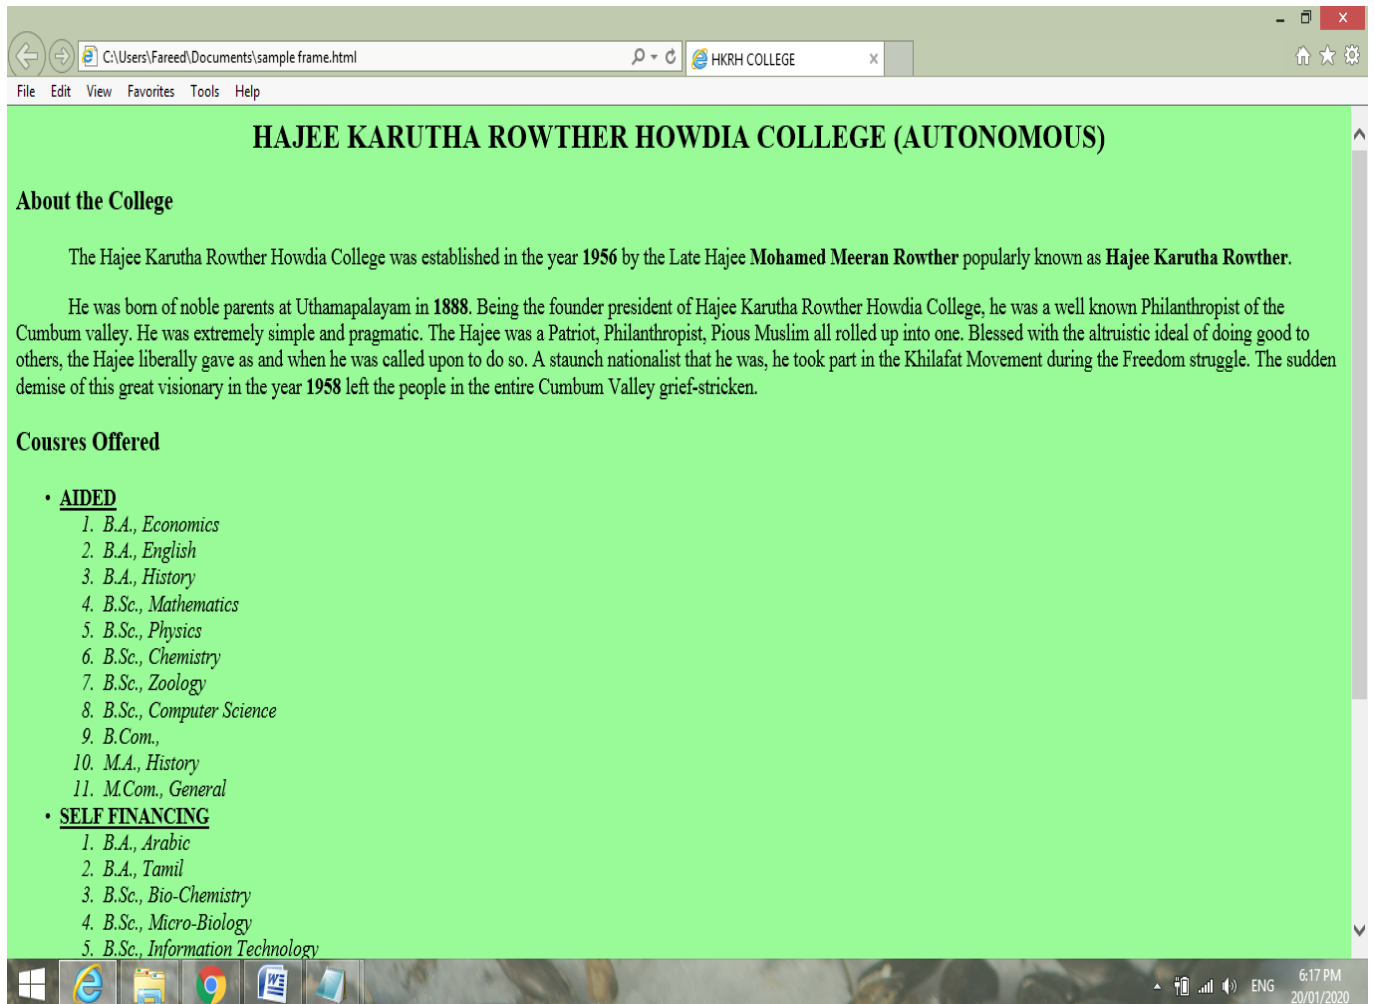 C:\Users\Fareed\Documents\sample frame.html
HKRH COLLEGE
File Edit View Favorites Tools Help
HAJEE KARUTHA ROWTHER HOWDIA COLLEGE (AUTONOMOUS)
About the College
The Hajee Karutha Rowther Howdia College was established in the year 1956 by the Late Hajee Mohamed Meeran Rowther popularly known as Hajee Karutha Rowther.
He was born of noble parents at Uthamapalayam in 1888. Being the founder president of Hajee Karutha Rowther Howdia College, he was a well known Philanthropist of the
Cumbum valley. He was extremely simple and pragmatic. The Hajee was a Patriot, Philanthropist, Pious Muslim all rolled up into one. Blessed with the altruistic ideal of doing good to
others, the Hajee liberally gave as and when he was called upon to do so. A staunch nationalist that he was, he took part in the Khilafat Movement during the Freedom struggle. The sudden
demise of this great visionary in the year 1958 left the people in the entire Cumbum Valley grief-stricken.
Cousres Offered
• AIDED
1. B.A., Economics
2. B.A., English
3. B.A., History
4. B.Sc., Mathematics
5. B.Sc., Physics
6. B.Sc., Chemistry
7. B.Sc., Zoology
8. B.Sc., Computer Science
9. B.Com.,
10. M.A., History
11. M.Com., General
• SELF FINANCING
1. B.A., Arabic
2. B.A., Tamil
3. B.Sc., Bio-Chemistry
4. B.Sc., Micro-Biology
5. B.Sc., Information Technology
ENG
6:17 PM
20/01/2020